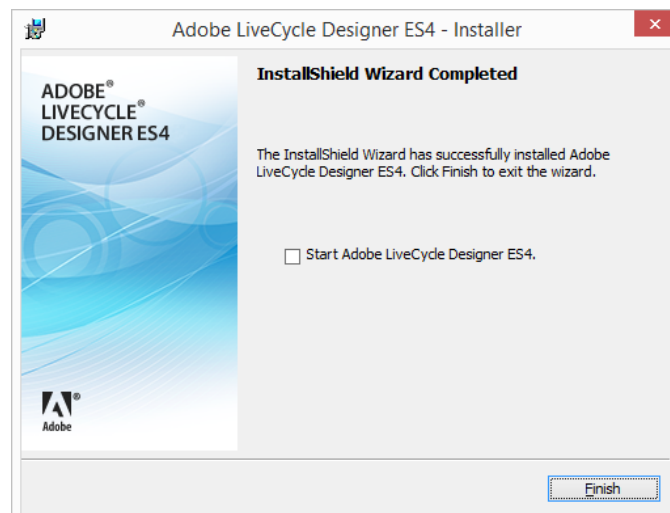 Adobe LiveCycle Designer ES4 - Installer
ADOBE®
LIVECYCLE®
DESIGNER ES4
InstallShield Wizard Completed
The InstallShield Wizard has successfully installed Adobe
LiveCycle Designer ES4. Click Finish to exit the wizard.
Start Adobe LiveCycle Designer ES4.
®
Adobe
Finish